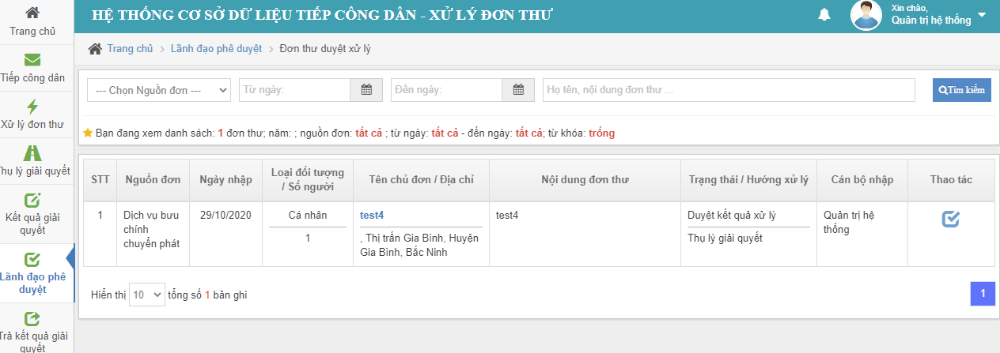 HỆ THỐNG CƠ SỞ DỮ LIỆU TIẾP CÔNG DÂN - XỬ LÝ ĐƠN THƯ
Xin chào,
Quản trị hệ thống
Trang chủ
Tiếp công dân
Xử lý đơn thư
Thụ lý giải quyết
Kết quả giải
quyết
Lãnh đạo phê
duyệt
Trả kết quả giải
quyết
Trang chủ > Lãnh đạo phê duyệt > Đơn thư duyệt xử lý
--- Chọn Nguồn đơn --- Từ ngày: Đến ngày: Họ tên, nội dung đơn thư ... Tìm kiếm
Bạn đang xem danh sách: 1 đơn thư; năm: ; nguồn đơn: tất cả ; từ ngày: tất cả - đến ngày: tất cả; từ khóa: trống
STT
Nguồn đơn
Ngày nhập
Loại đối tượng
/ Số người
Tên chủ đơn / Địa chỉ
Nội dung đơn thư
Trạng thái / Hướng xử lý
Cán bộ nhập
Thao tác
1
Dịch vụ bưu
chính
chuyển phát
29/10/2020
Cá nhân
1
test4
, Thị trấn Gia Bình, Huyện
Gia Bình, Bắc Ninh
test4
Duyệt kết quả xử lý
Thụ lý giải quyết
Quản trị hệ
thống
Hiển thị 10 tổng số 1 bản ghi
1